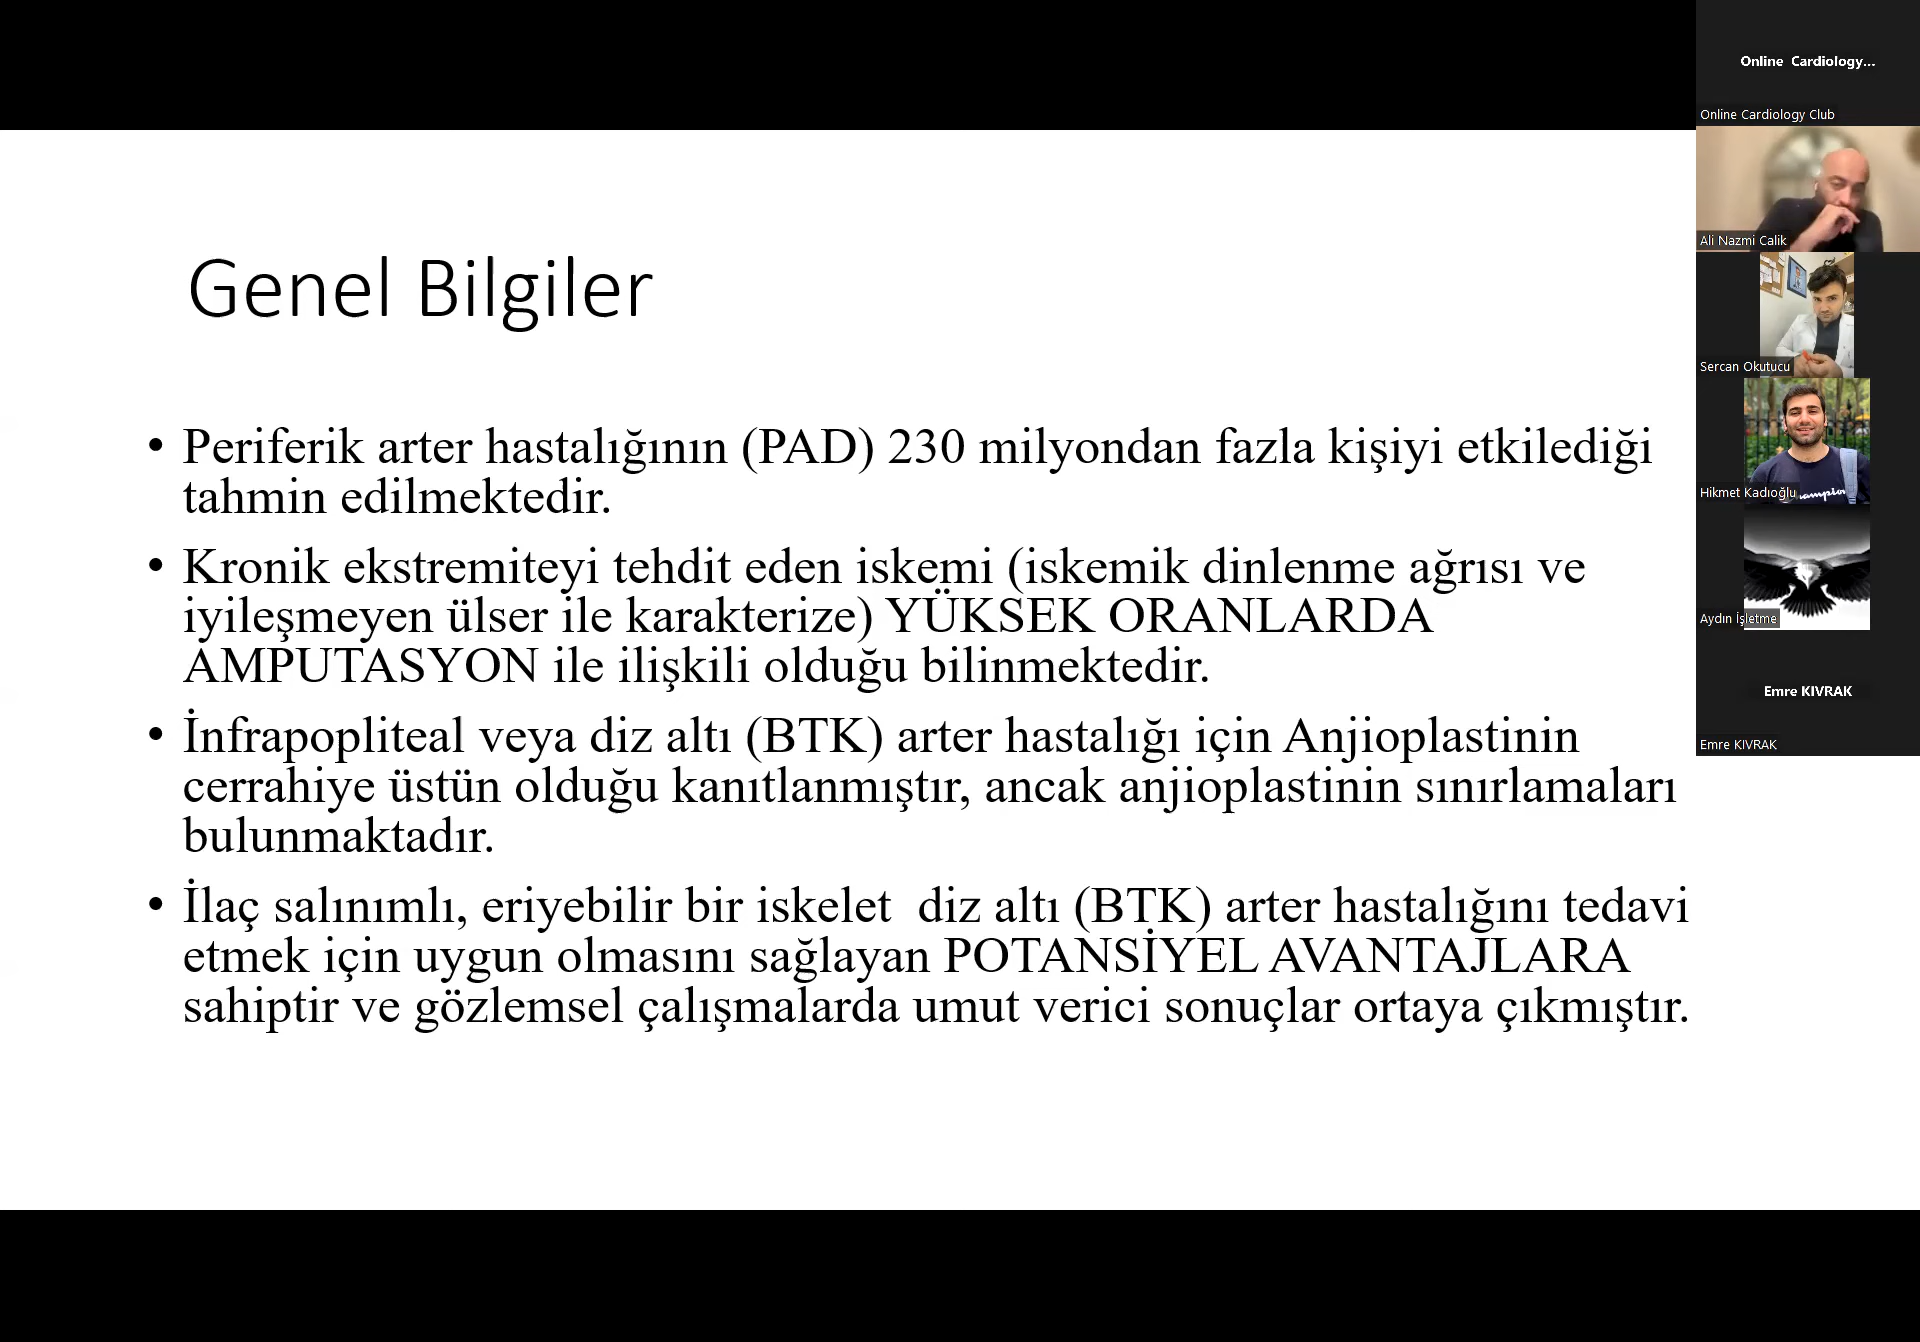 Genel Bilgiler
• Periferik arter hastalığının (PAD) 230 milyondan fazla kişiyi etkilediği
tahmin edilmektedir.
• Kronik ekstremiteyi tehdit eden iskemi (iskemik dinlenme ağrısı ve
iyileşmeyen ülser ile karakterize) YÜKSEK ORANLARDA
AMPUTASYON ile ilişkili olduğu bilinmektedir.
• İnfrapopliteal veya diz altı (BTK) arter hastalığı için Anjioplastinin
cerrahiye üstün olduğu kanıtlanmıştır, ancak anjioplastinin sınırlamaları
bulunmaktadır.
• İlaç salınımlı, eriyebilir bir iskelet  diz altı (BTK) arter hastalığını tedavi
etmek için uygun olmasını sağlayan POTANSİYEL AVANTAJLARA
sahiptir ve gözlemsel çalışmalarda umut verici sonuçlar ortaya çıkmıştır.
Online Cardiology...
Online Cardiology Club
Ali Nazmi Calik
Sercan Okutucu
Hikmet Kadıoğlu
Aydın İşletme
Emre KIVRAK
Emre KIVRAK